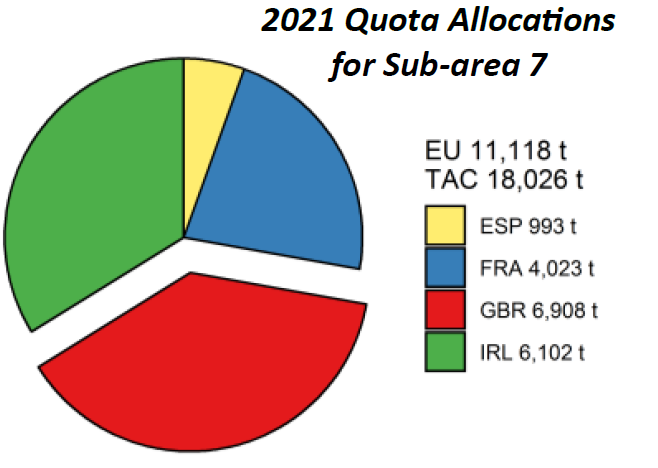 2021 Quota Allocations
for Sub-area 7
EU 11,118 t
TAC 18,026 t
ESP 993 t
FRA 4,023 t
GBR 6,908 t
IRL 6,102 t